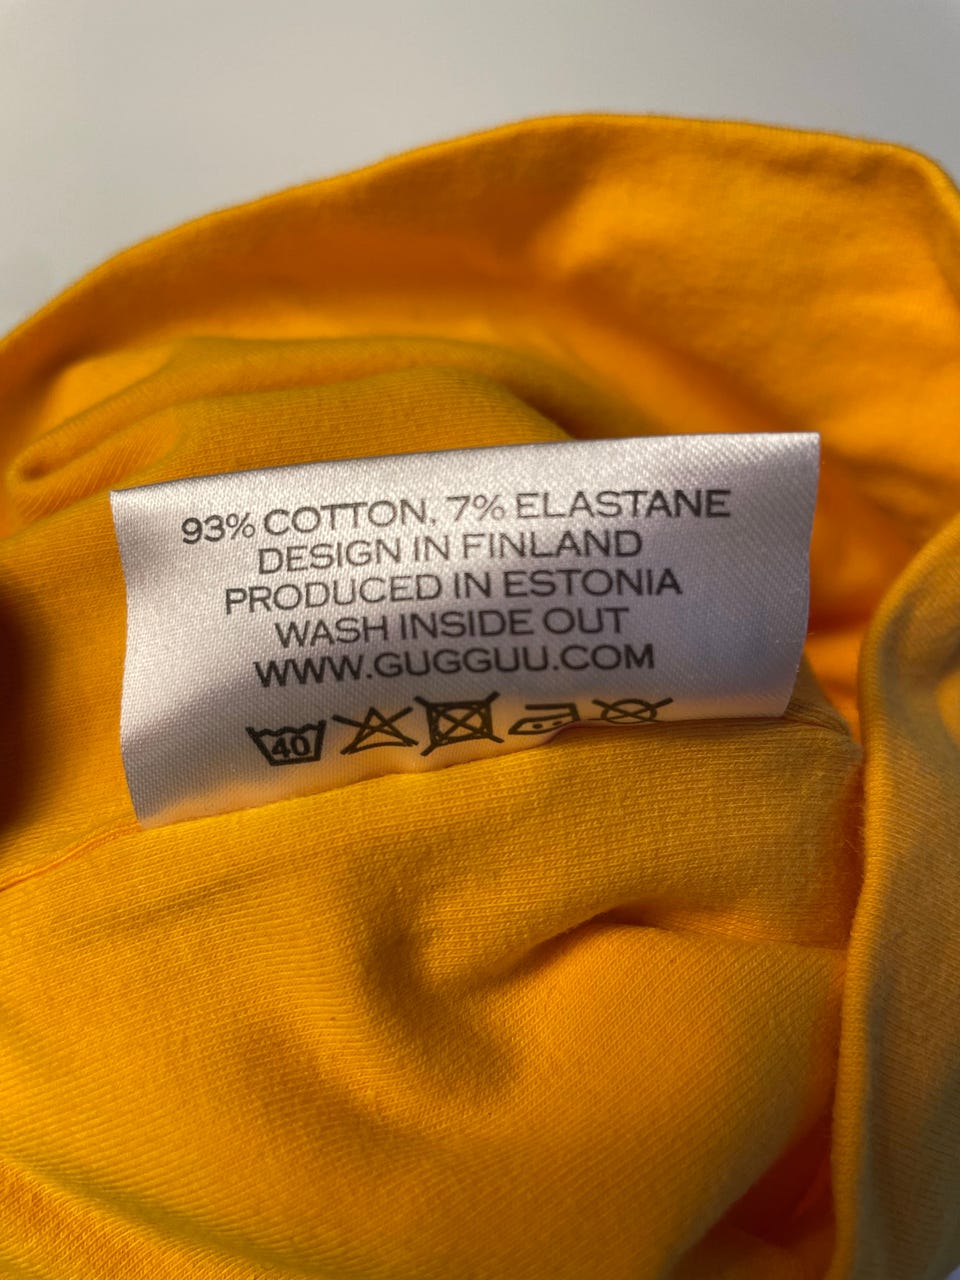 93% COTTON, 7% ELASTANE
DESIGN IN FINLAND
PRODUCED IN ESTONIA
WASH INSIDE OUT
WWW.GUGGUU.COM
40